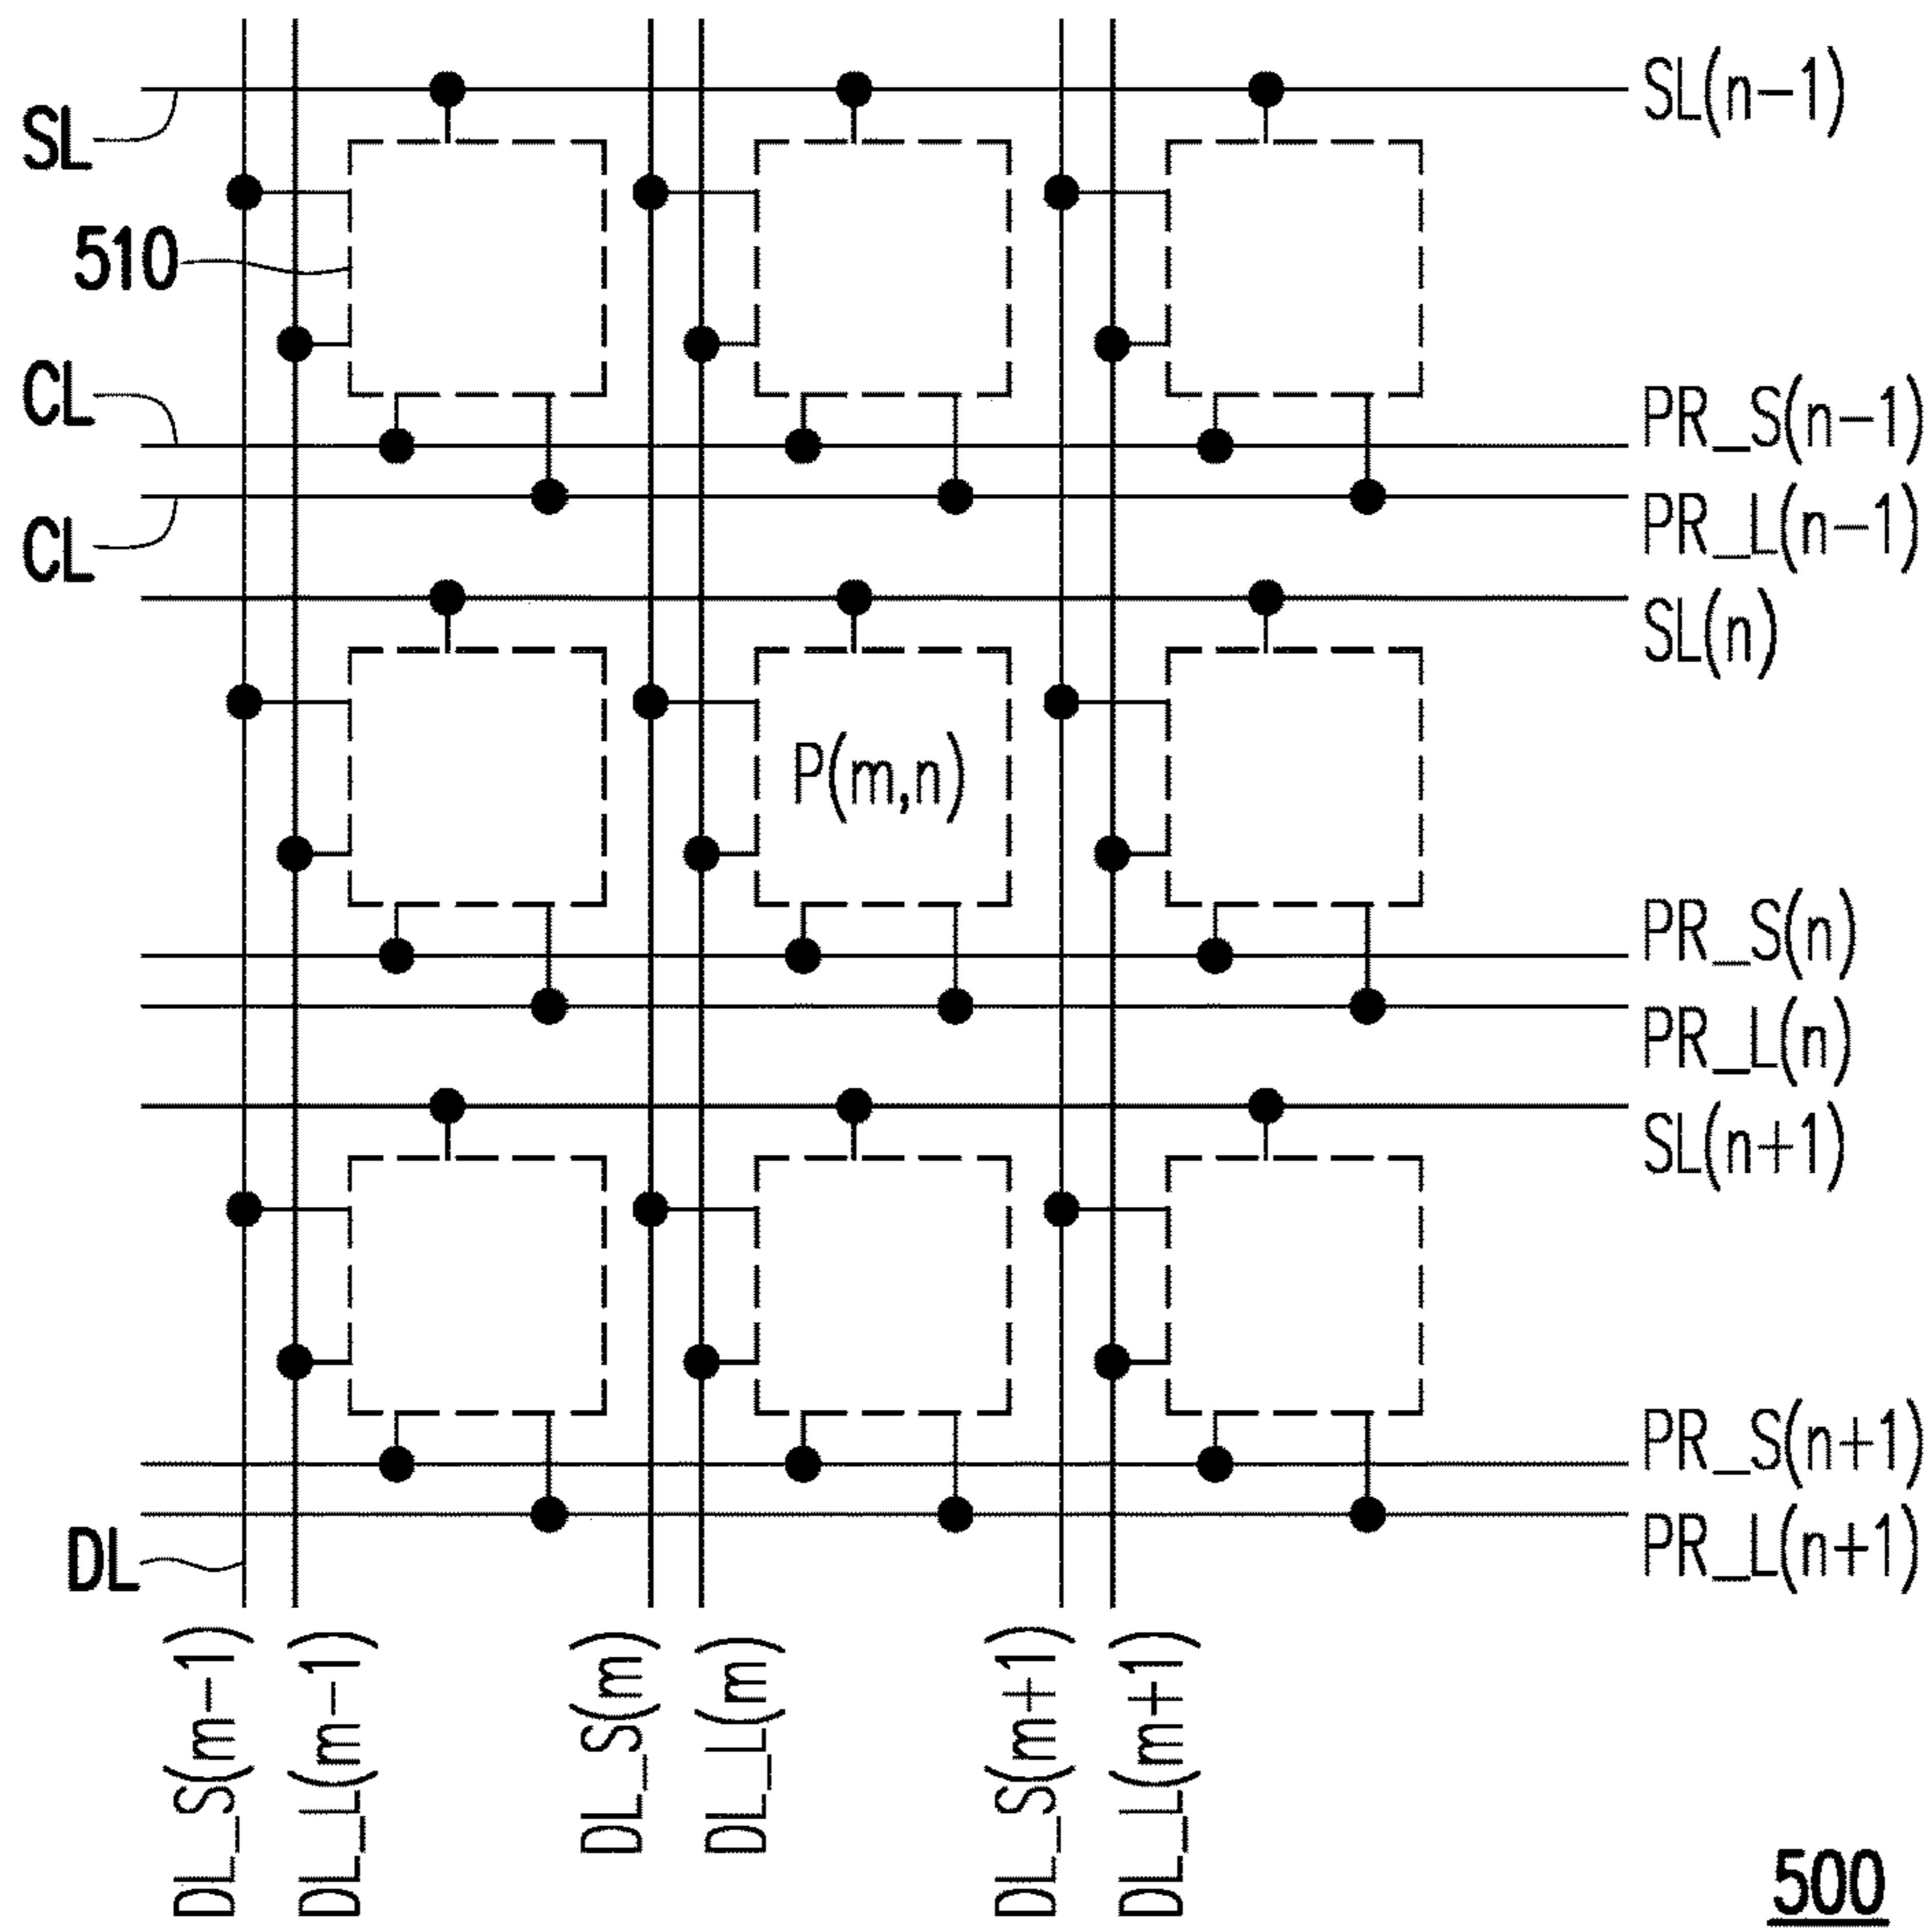 SL(n-1)
SL
510
CL
PR_S(n-1)
PR_L(n-1)
CL
SL(n)
P(m,n)
PR_S(n)
PR_L(n)
SL(n+1)
PR_S(n+1)
PR_L(n+1)
DL
DL_S(m-1)
DL_L(m-1)
DL_S(m)
DL_L(m)
DL_S(m+1)
DL_L(m+1)
500